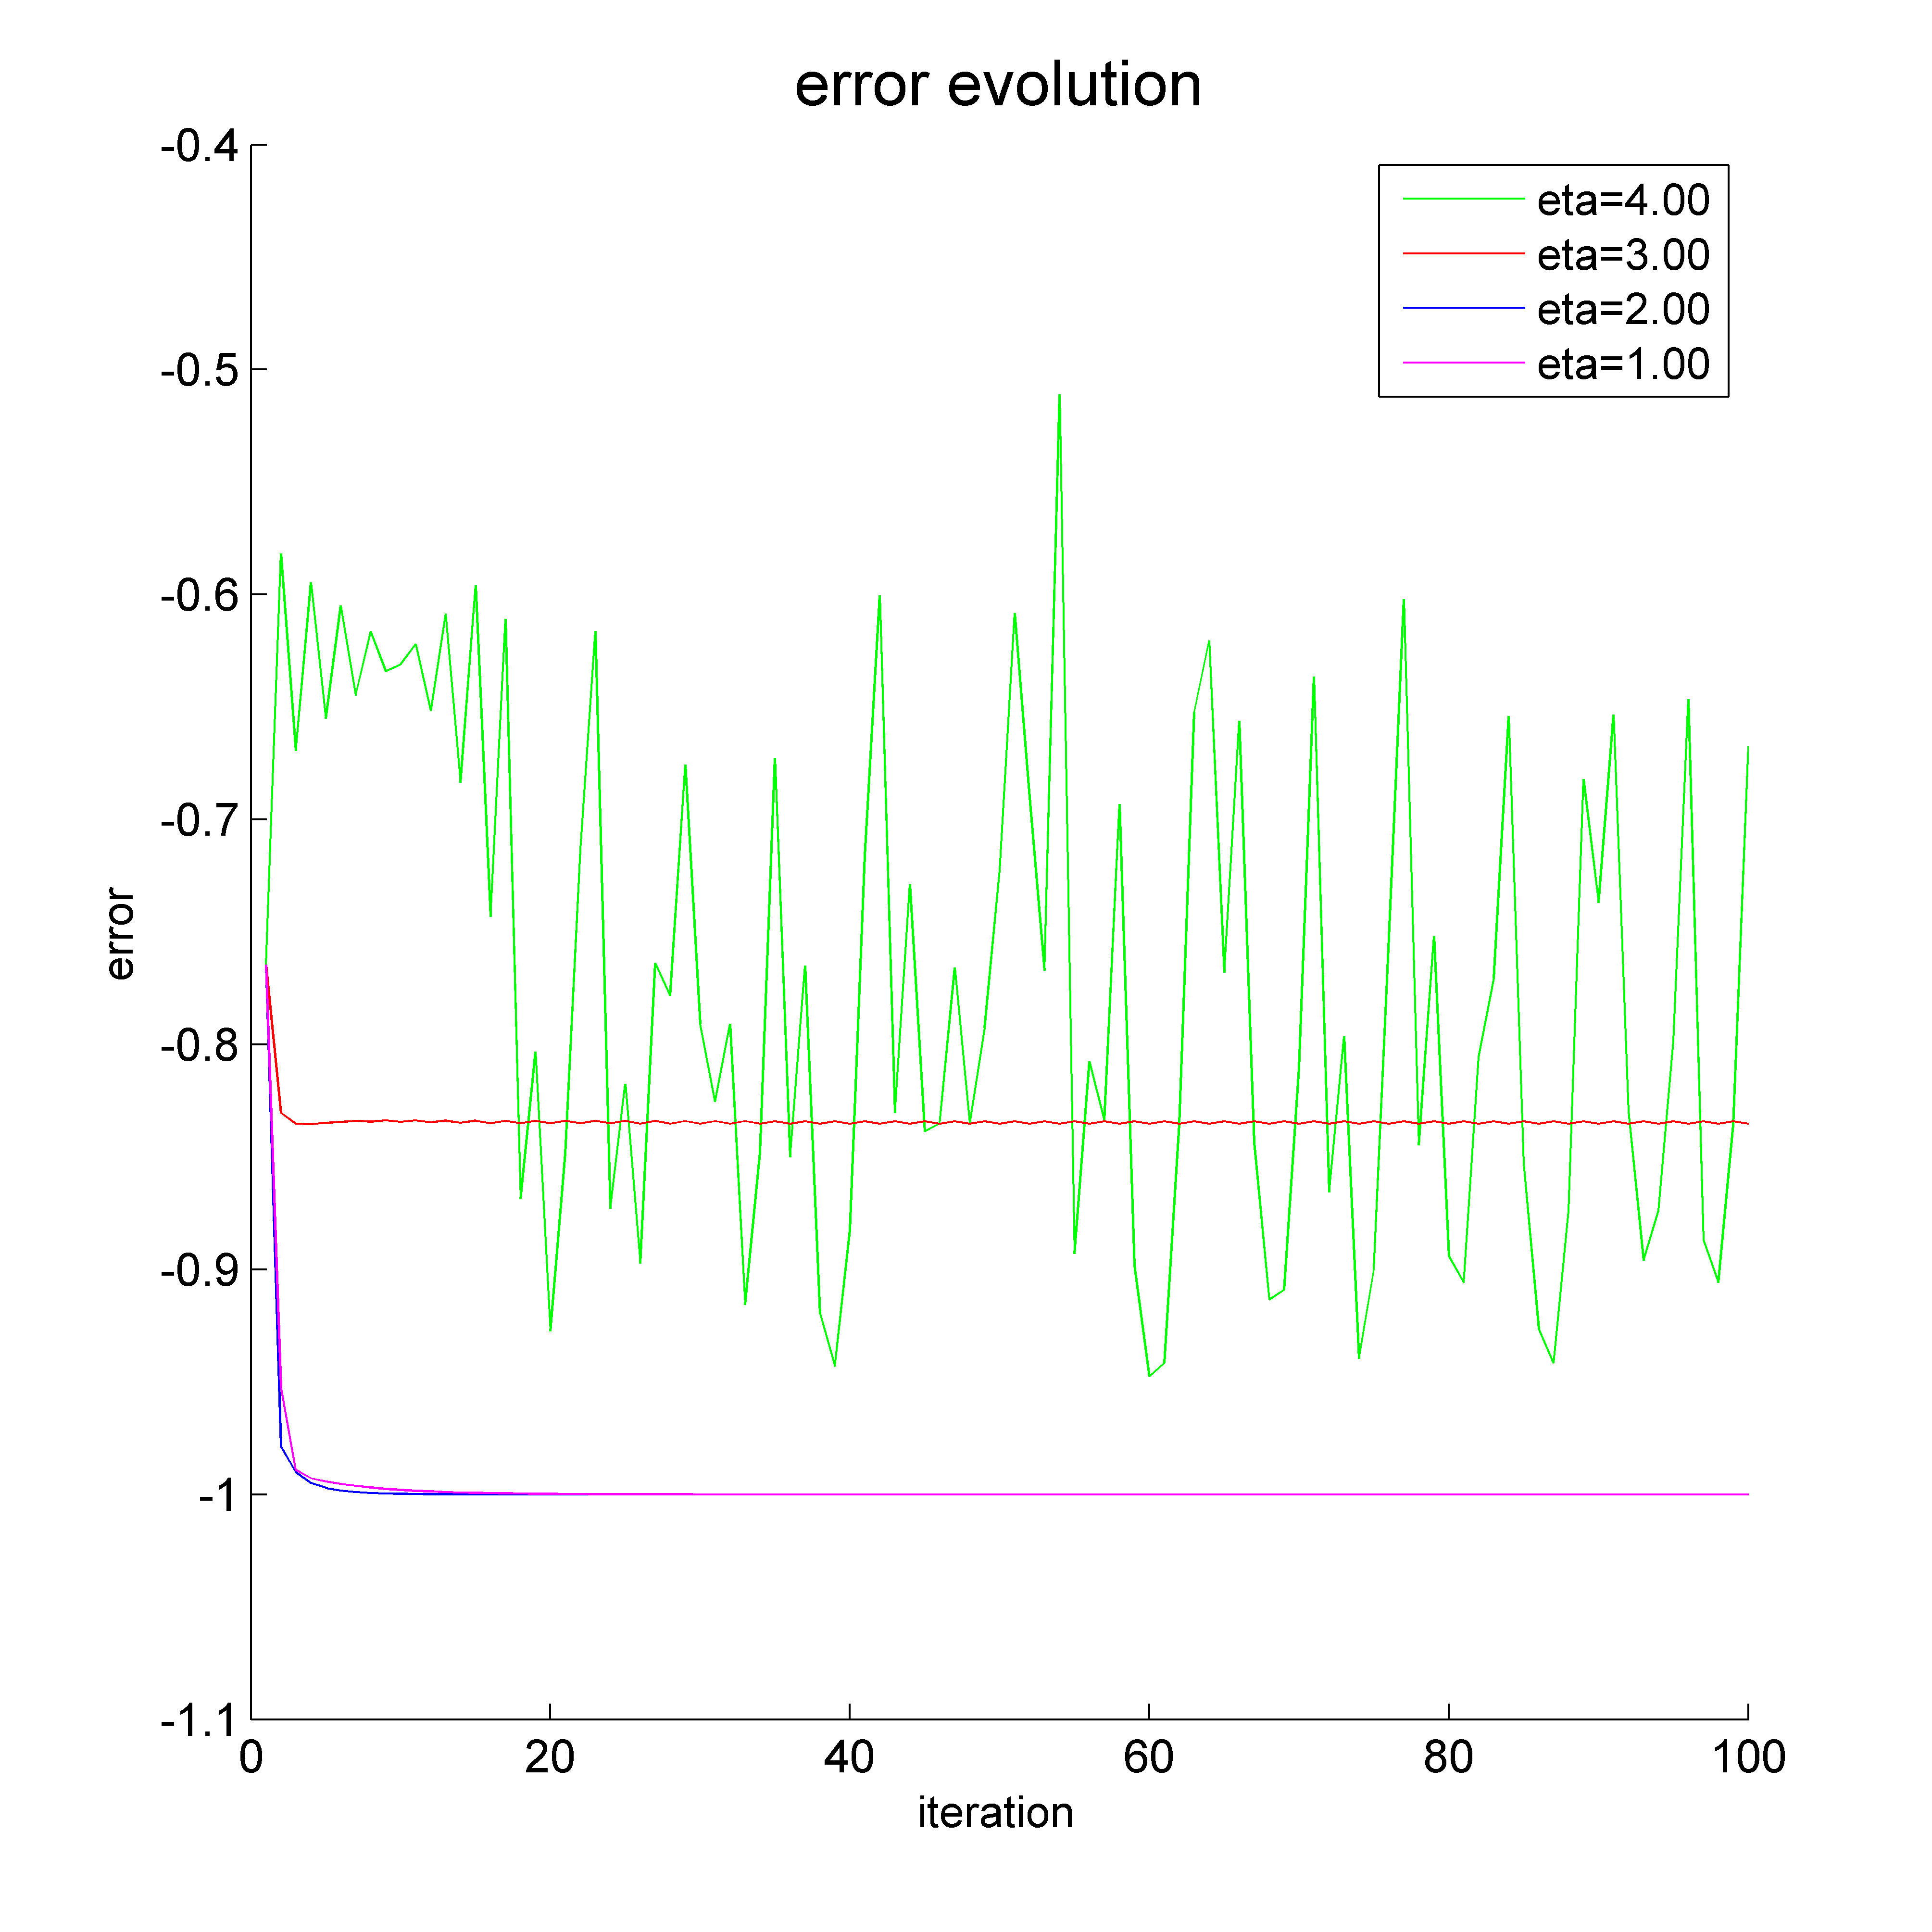 error evolution
-0.4
-0.5
-0.6
-0.7
-0.8
-0.9
-1
-1.1
error
eta=4.00
eta=3.00
eta=2.00
eta=1.00
0 20 40 60 80 100
iteration